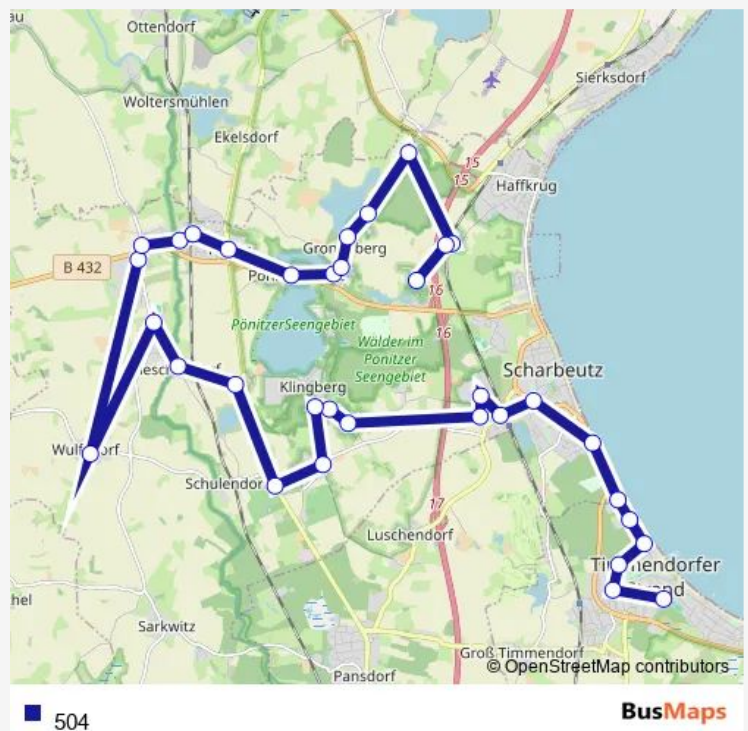 Ottendorf
Sierksdorf
Woltersmühlen
Ekelsdorf
15
15
Haffkrug
B 432
16
PönitzerSeengebiet
16
Wälder im
Pönitzer
Seengebiet
Scharbeutz
Klingberg
Schulendor
17
Luschendorf
Sarkwitz
Groß Timmendorf
© OpenStreetMap contributors
Pansdorf
504
BusMaps